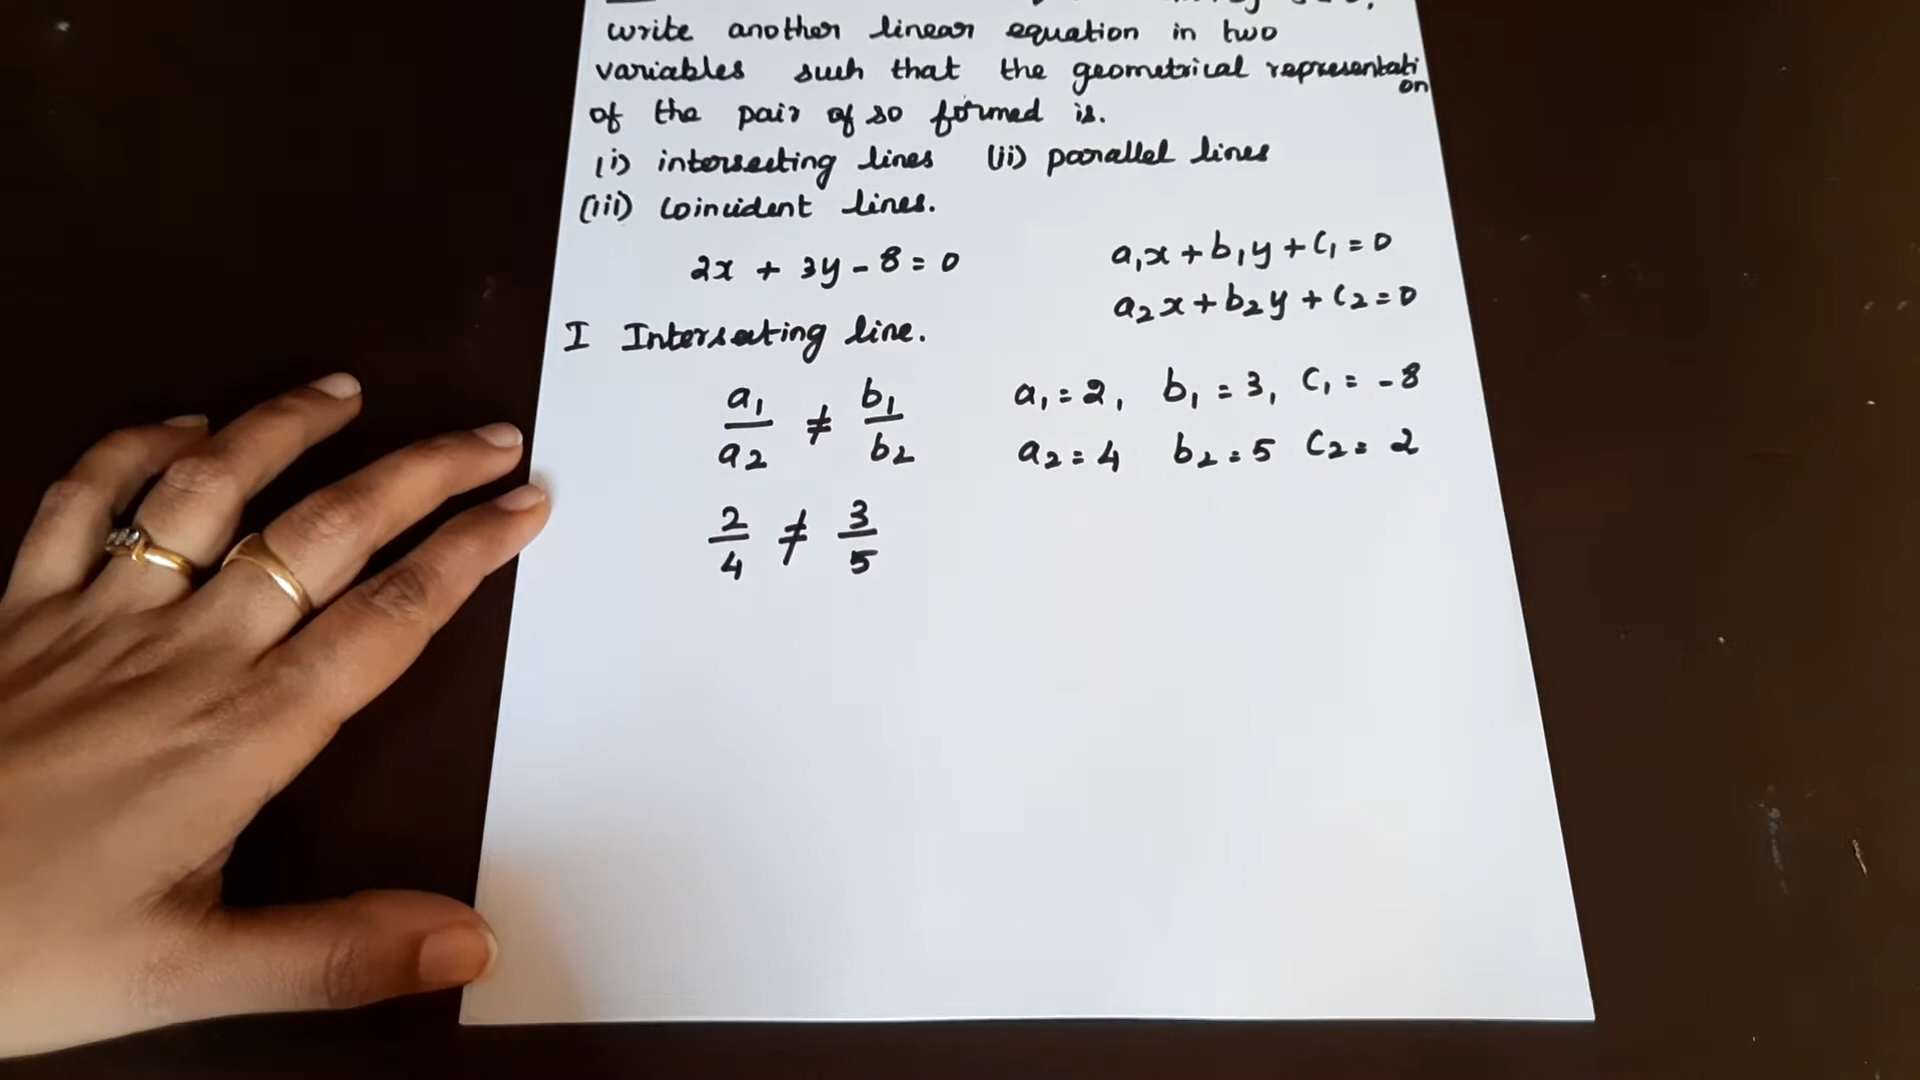 write another linear equation in two
variables such that the geometrical representati
on
of the pair of so formed is.
(i) intersecting lines (ii) parallel lines
(iii) Coincident lines.
2x + 3y - 8 = 0
a₁x + b₁y + C₁ = 0
a₂x + b₂y + C₂ = 0
I Intersecting line.
a₁/a₂ ≠ b₁/b₂
a₁ = 2, b₁ = 3, C₁ = -8
a₂ = 4 b₂ = 5 C₂ = 2
2/4 ≠ 3/5